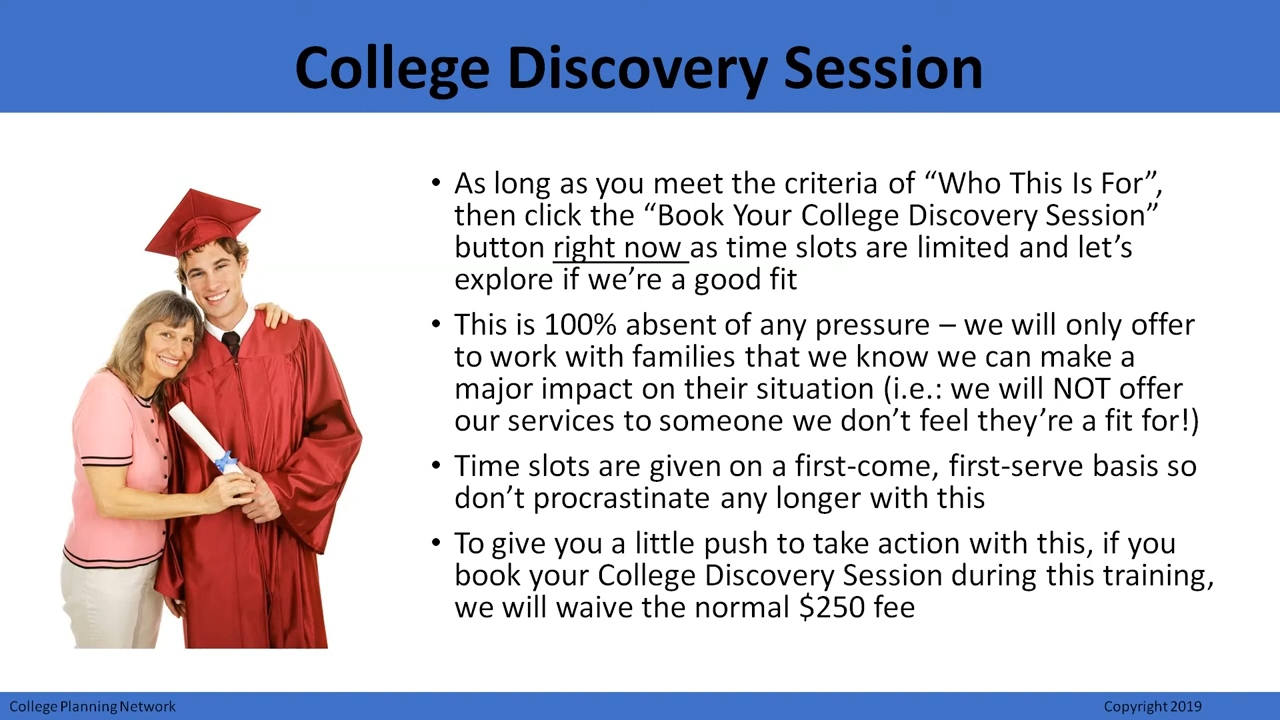 College Discovery Session
• As long as you meet the criteria of “Who This Is For”,
then click the “Book Your College Discovery Session”
button right now as time slots are limited and let’s
explore if we’re a good fit
• This is 100% absent of any pressure – we will only offer
to work with families that we know we can make a
major impact on their situation (i.e.: we will NOT offer
our services to someone we don’t feel they’re a fit for!)
• Time slots are given on a first-come, first-serve basis so
don’t procrastinate any longer with this
• To give you a little push to take action with this, if you
book your College Discovery Session during this training,
we will waive the normal $250 fee
College Planning Network
Copyright 2019